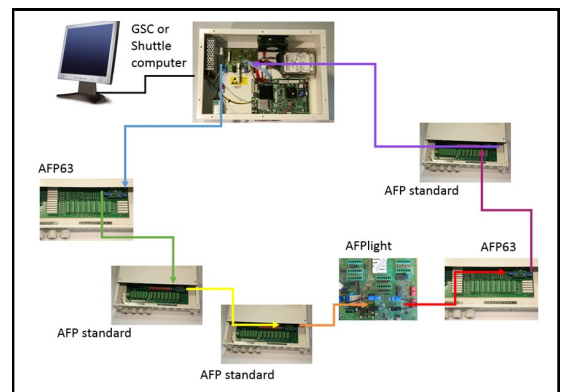 GSC or
Shuttle
computer
AFP63
AFP standard
AFPlight
AFP63
AFP standard
AFP standard